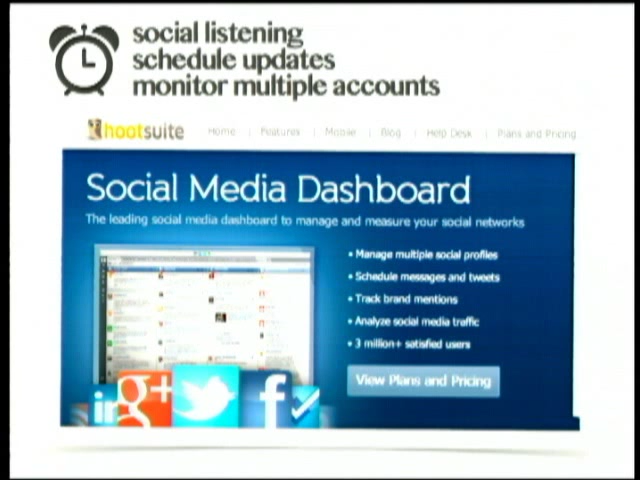 social listening
schedule updates
monitor multiple accounts
hootsuite
Home | Features | Mobile | Blog | Help Desk | Plans and Pricing
Social Media Dashboard
The leading social media dashboard to manage and measure your social networks
• Manage multiple social profiles
• Schedule messages and tweets
• Track brand mentions
• Analyze social media traffic
• 3 million+ satisfied users
View Plans and Pricing
in g+ f